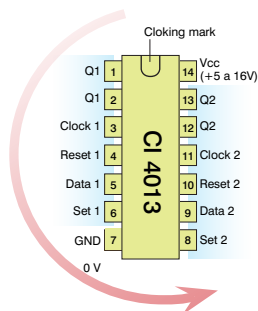 Cloking mark
Q1 1
Q1 2
Clock 1 3
Reset 1 4
Data 1 5
Set 1 6
GND 7
0 V
CI 4013
14 Vcc
(+5 a 16V)
13 Q2
12 Q2
11 Clock 2
10 Reset 2
9 Data 2
8 Set 2